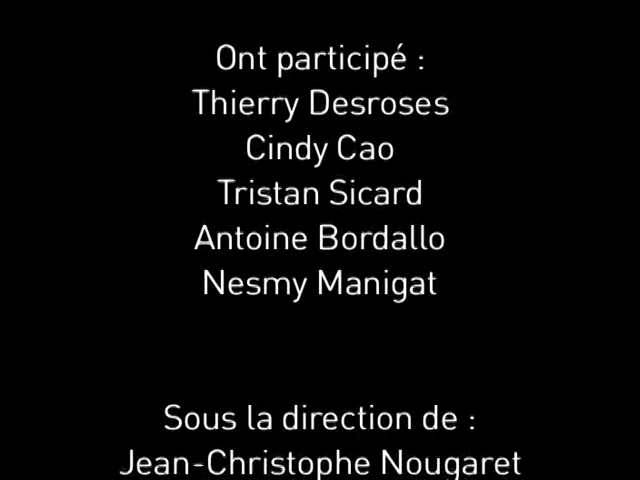 Ont participé :
Thierry Desroses
Cindy Cao
Tristan Sicard
Antoine Bordallo
Nesmy Manigat
Sous la direction de :
Jean-Christophe Nougaret